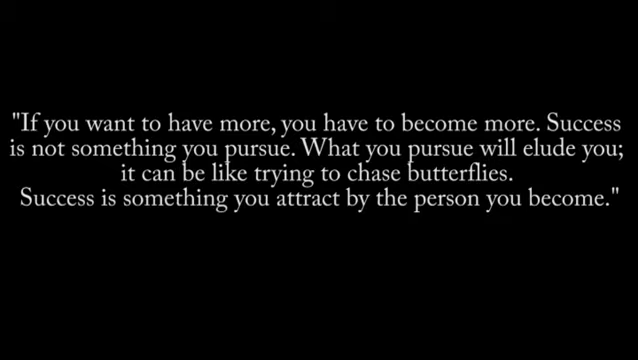 "If you want to have more, you have to become more. Success
is not something you pursue. What you pursue will elude you;
it can be like trying to chase butterflies.
Success is something you attract by the person you become."